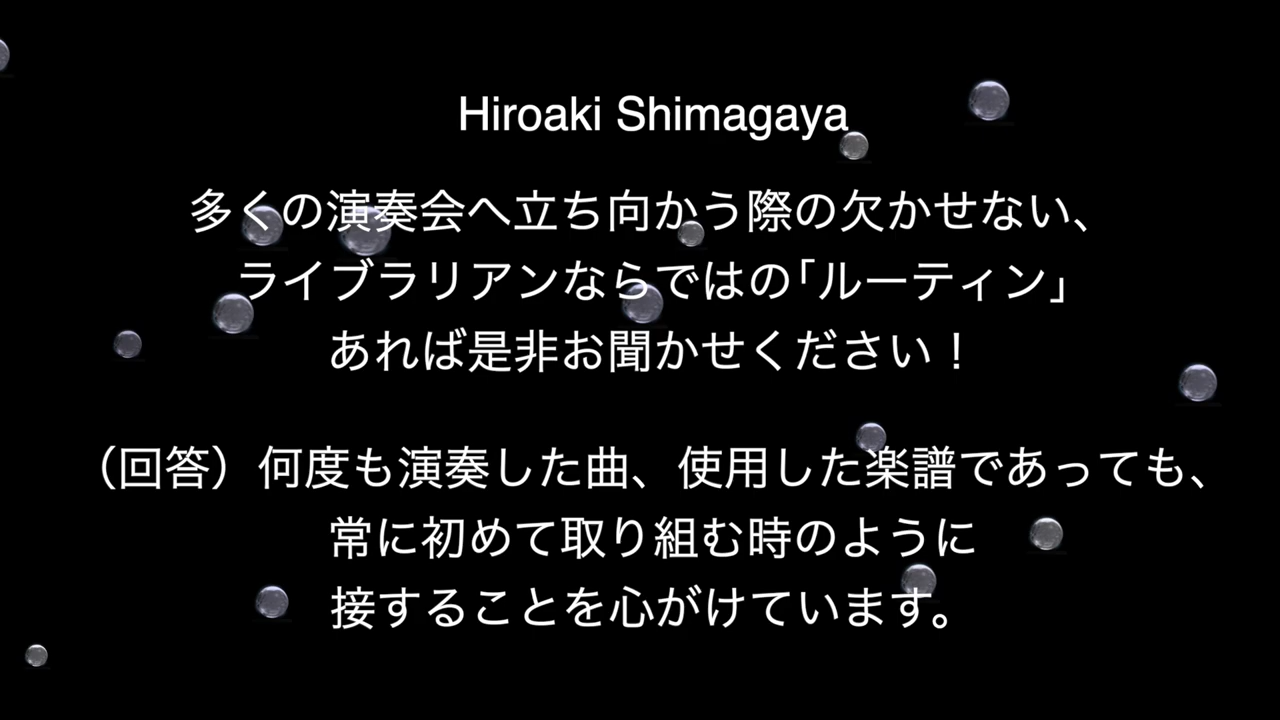 Hiroaki Shimagaya
多くの演奏会へ立ち向かう際の欠かせない、
ライブラリアンならではの「ルーティン」
あれば是非お聞かせください！
（回答）何度も演奏した曲、使用した楽譜であっても、
常に初めて取り組む時のように
接することを心がけています。